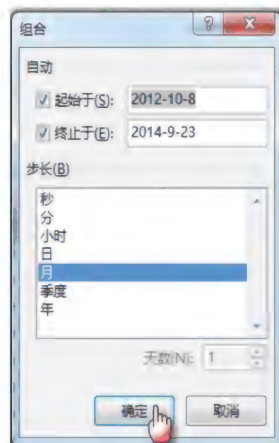 组合
自动
起始于(S): 2012-10-8
终止于(E): 2014-9-23
步长(B)
秒
分
小时
日
月
季度
年
天数(N): 1
确定
取消